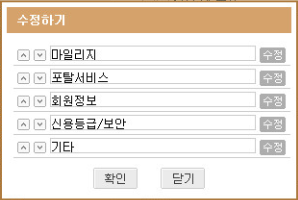 수정하기
마일리지 수정
포탈서비스 수정
회원정보 수정
신용등급/보안 수정
기타 수정
확인 닫기